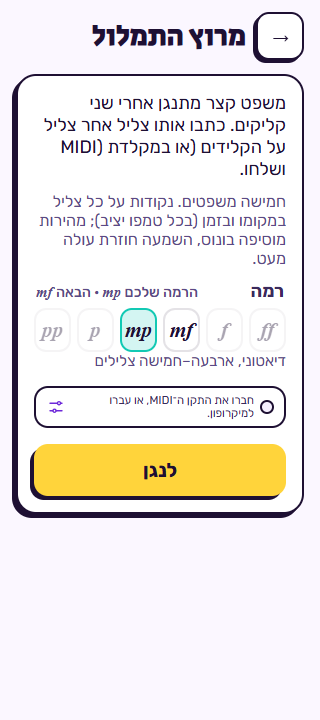 מרוץ התמלול
משפט קצר מתנגן אחרי שני
קליקים. כתבו אותו צליל אחר צליל
על הקלידים (או במקלדת MIDI)
ושלחו.
חמישה משפטים. נקודות על כל צליל
במקומו ובזמן (בכל טמפו יציב); מהירות
מוסיפה בונוס, השמעה חוזרת עולה
מעט.
רמה
הרמה שלכם mp • הבאה mf
ff f mf mp p pp
דיאטוני, ארבעה–חמישה צלילים
חברו את התקן ה־MIDI, או עברו
למיקרופון.
לנגן